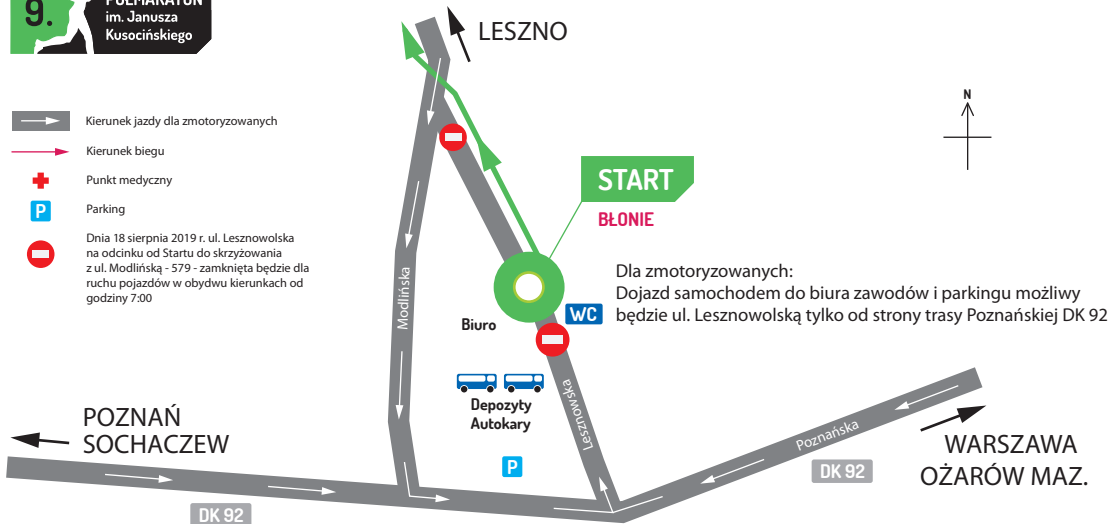 9.
PÓŁMARATON
im. Janusza
Kusocińskiego
LESZNO
N
Kierunek jazdy dla zmotoryzowanych
Kierunek biegu
Punkt medyczny
P
Parking
Dnia 18 sierpnia 2019 r. ul. Lesznowolska
na odcinku od Startu do skrzyżowania
z ul. Modlińską - 579 - zamknięta będzie dla
ruchu pojazdów w obydwu kierunkach od
godziny 7:00
START
BŁONIE
Dla zmotoryzowanych:
Dojazd samochodem do biura zawodów i parkingu możliwy
będzie ul. Lesznowolską tylko od strony trasy Poznańskiej DK 92
Modlińska
Biuro
WC
Depozyty
Autokary
Lesznowska
P
POZNAŃ
SOCHACZEW
Poznańska
WARSZAWA
OŻARÓW MAZ.
DK 92
DK 92